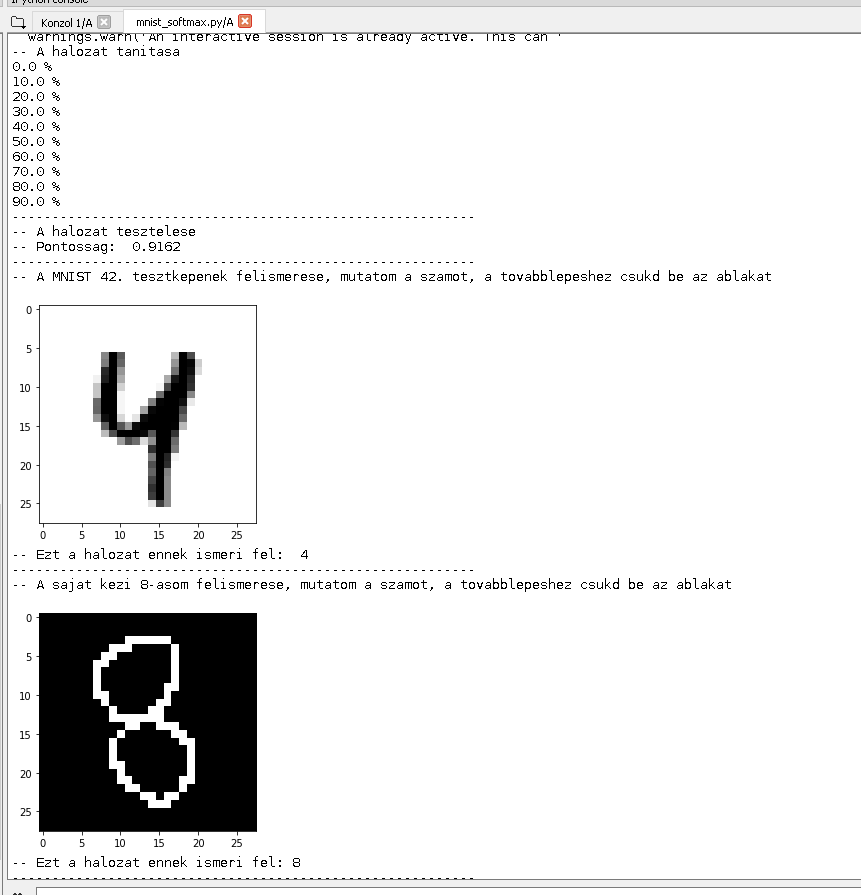 IPython console
Konzol 1/A
mnist_softmax.py/A
warnings.warn('An interactive session is already active. This can '
-- A halozat tanitasa
0.0 %
10.0 %
20.0 %
30.0 %
40.0 %
50.0 %
60.0 %
70.0 %
80.0 %
90.0 %
----------------------------------------------------------
-- A halozat tesztelese
-- Pontossag:  0.9162
----------------------------------------------------------
-- A MNIST 42. tesztkepenek felismerese, mutatom a szamot, a tovabblepeshez csukd be az ablakat
0
5
10
15
20
25
0 5 10 15 20 25
4
-- Ezt a halozat ennek ismeri fel:  4
----------------------------------------------------------
-- A sajat kezi 8-asom felismerese, mutatom a szamot, a tovabblepeshez csukd be az ablakat
0
5
10
15
20
25
8
0 5 10 15 20 25
-- Ezt a halozat ennek ismeri fel: 8
----------------------------------------------------------